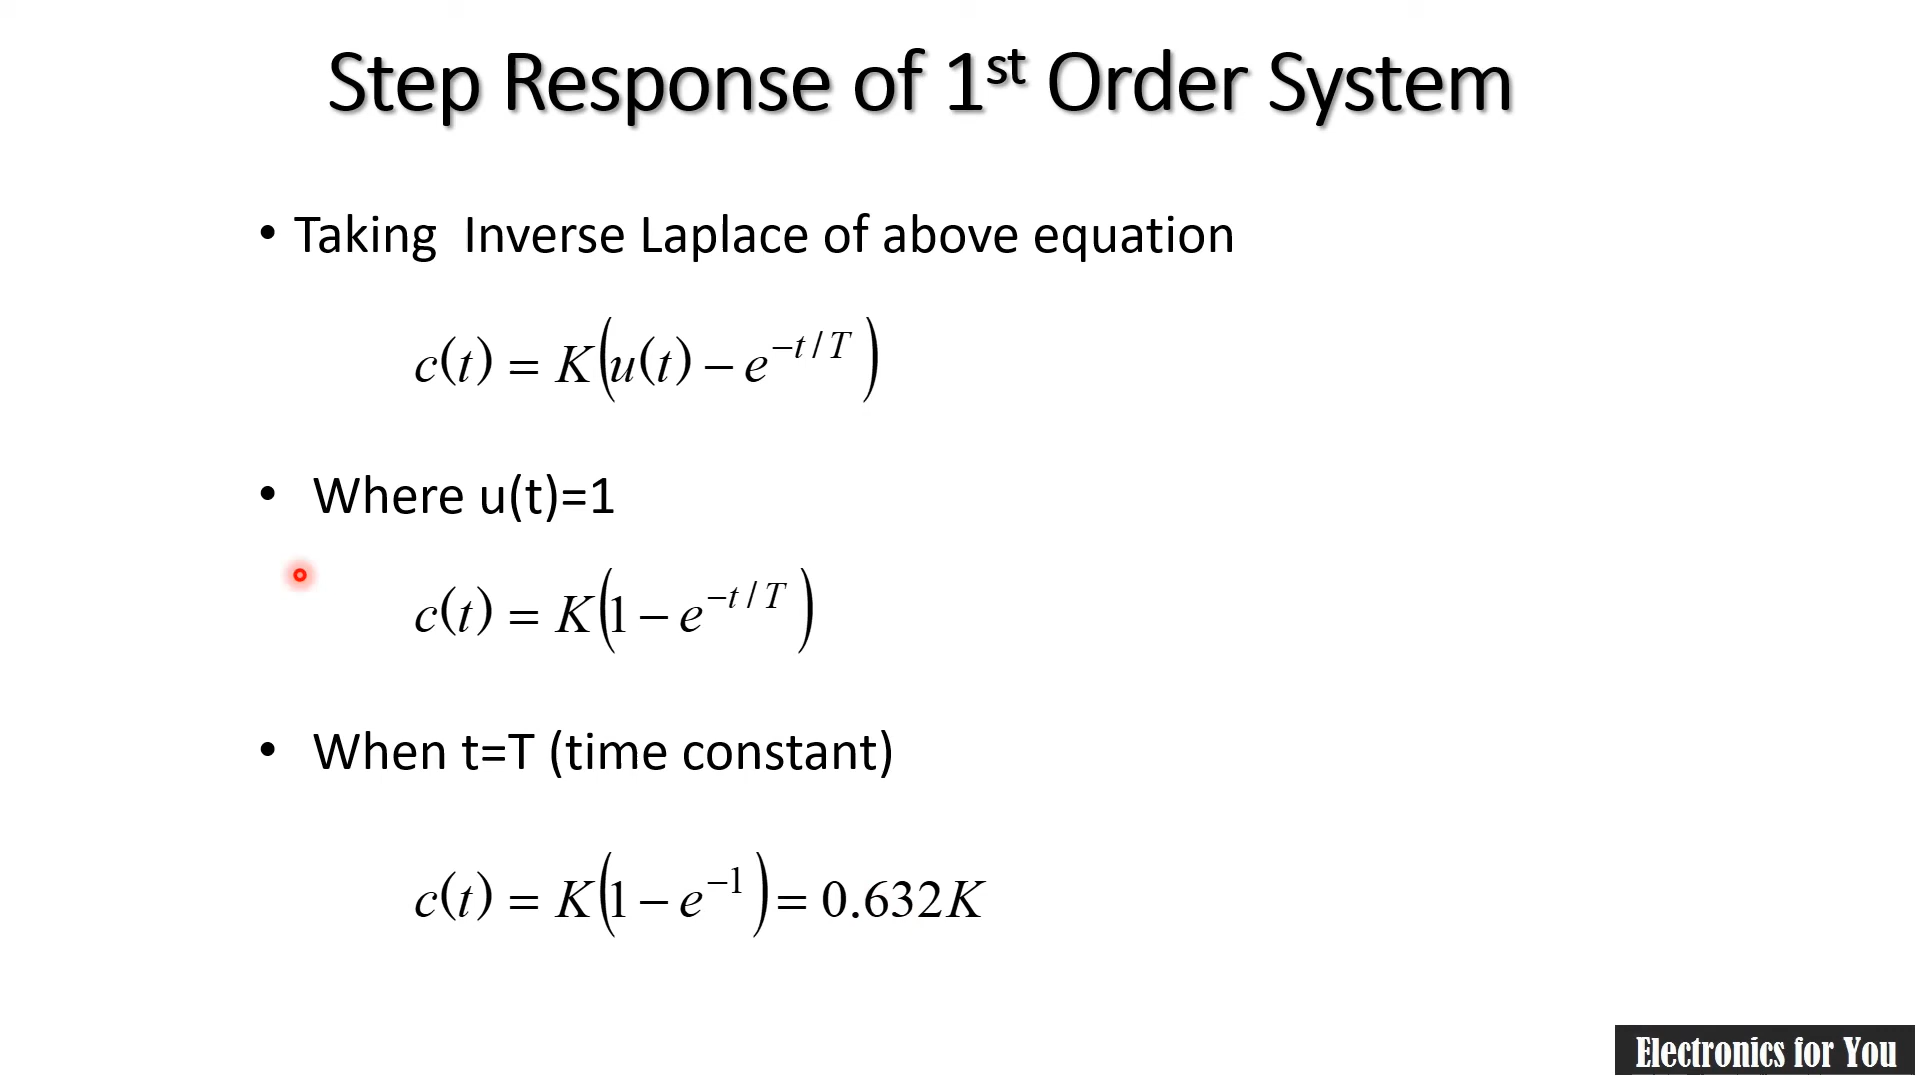 Step Response of 1st Order System
• Taking  Inverse Laplace of above equation
c(t) = K(u(t) − e^{−t/T})
• Where u(t)=1
c(t) = K(1 − e^{−t/T})
• When t=T (time constant)
c(t) = K(1 − e^{−1}) = 0.632K
Electronics for You